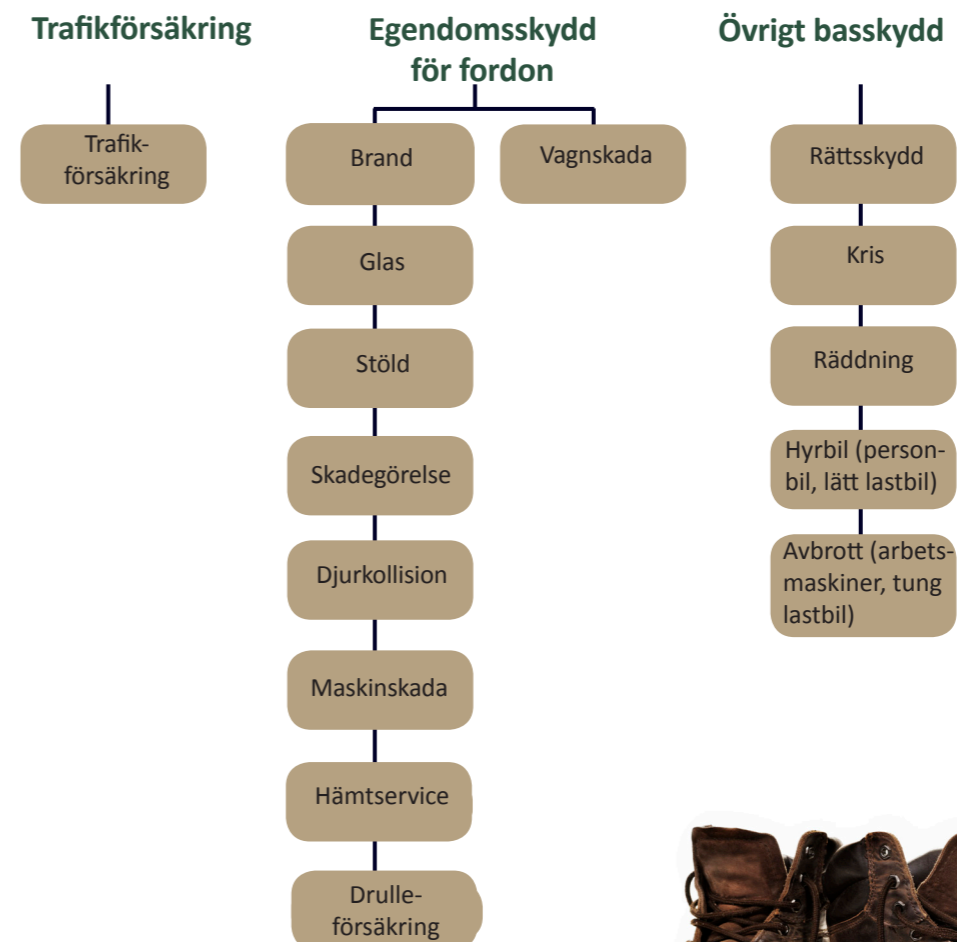 Trafikförsäkring
Trafik-
försäkring
Egendomsskydd
för fordon
Brand
Glas
Stöld
Skadegörelse
Djurkollision
Maskinskada
Hämtservice
Drulle-
försäkring
Vagnskada
Övrigt basskydd
Rättsskydd
Kris
Räddning
Hyrbil (person-
bil, lätt lastbil)
Avbrott (arbets-
maskiner, tung
lastbil)